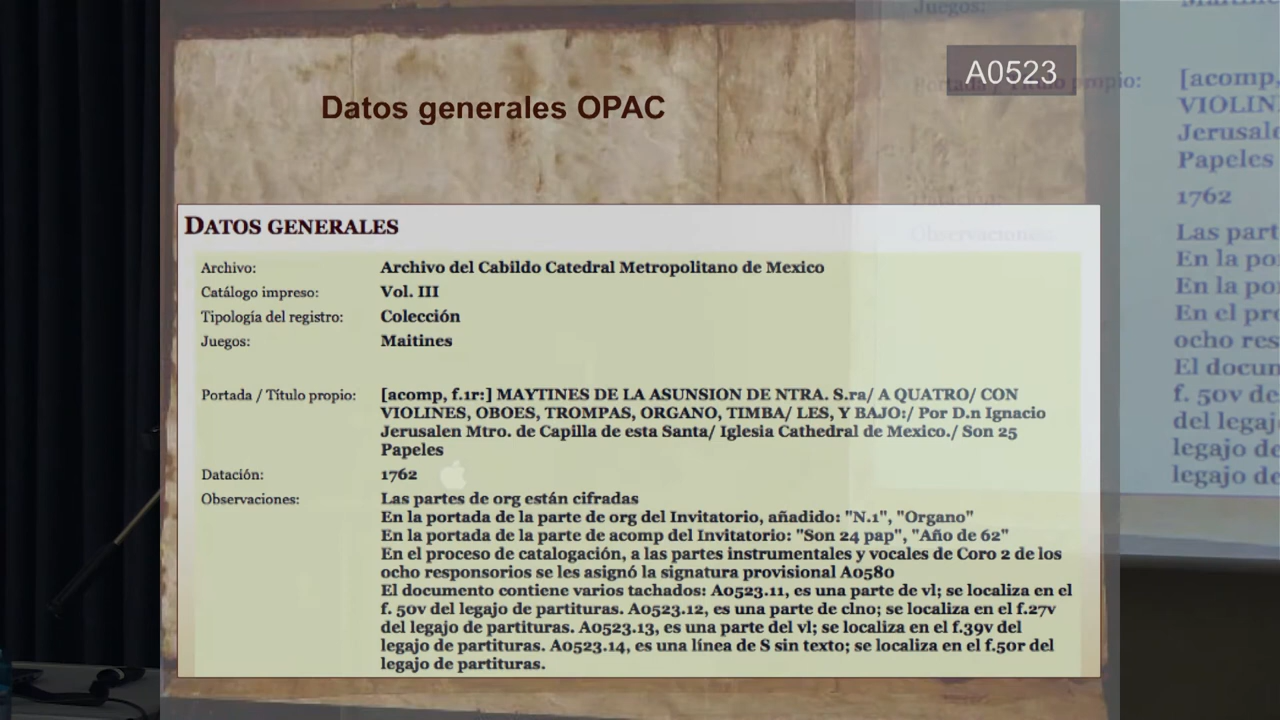 Juegos:
A0523
Datos generales OPAC
DATOS GENERALES
Archivo: Archivo del Cabildo Catedral Metropolitano de Mexico
Catálogo impreso: Vol. III
Tipología del registro: Colección
Juegos: Maitines
Portada / Título propio: [acomp, f.1r:] MAYTINES DE LA ASUNSION DE NTRA. S.ra/ A QUATRO/ CON
VIOLINES, OBOES, TROMPAS, ORGANO, TIMBA/ LES, Y BAJO:/ Por D.n Ignacio
Jerusalen Mtro. de Capilla de esta Santa/ Iglesia Cathedral de Mexico./ Son 25
Papeles
Datación: 1762
Observaciones: Las partes de org están cifradas
En la portada de la parte de org del Invitatorio, añadido: "N.1", "Organo"
En la portada de la parte de acomp del Invitatorio: "Son 24 pap", "Año de 62"
En el proceso de catalogación, a las partes instrumentales y vocales de Coro 2 de los
ocho responsorios se les asignó la signatura provisional A0580
El documento contiene varios tachados: A0523.11, es una parte de vl; se localiza en el
f. 50v del legajo de partituras. A0523.12, es una parte de clno; se localiza en el f.27v
del legajo de partituras. A0523.13, es una parte del vl; se localiza en el f.39v del
legajo de partituras. A0523.14, es una línea de S sin texto; se localiza en el f.50r del
legajo de partituras.
[acomp,
VIOLIN
Jerusale
Papeles
1762
Las part
En la po
En la po
En el pro
ocho res
El docum
f. 50v de
del legaj
legajo de
legajo de